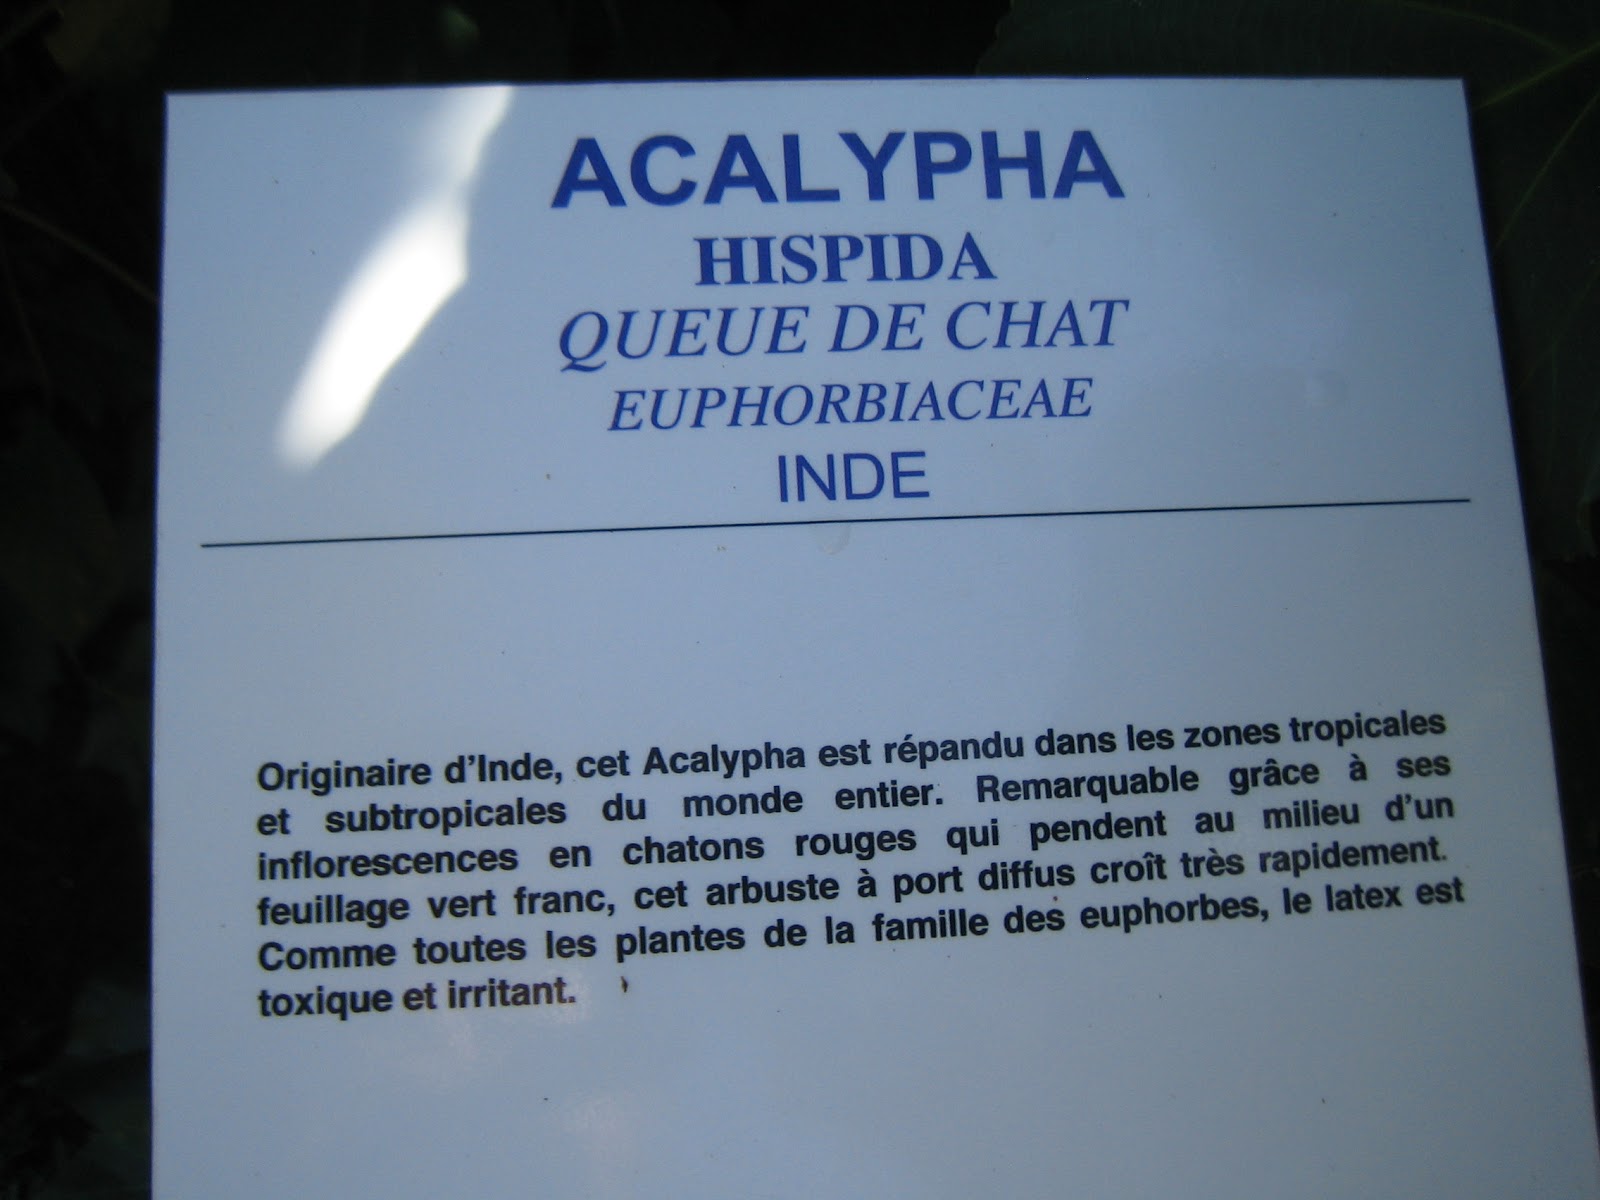 ACALYPHA
HISPIDA
QUEUE DE CHAT
EUPHORBIACEAE
INDE
Originaire d'Inde, cet Acalypha est répandu dans les zones tropicales
et subtropicales du monde entier. Remarquable grâce à ses
inflorescences en chatons rouges qui pendent au milieu d'un
feuillage vert franc, cet arbuste à port diffus croît très rapidement.
Comme toutes les plantes de la famille des euphorbes, le latex est
toxique et irritant.